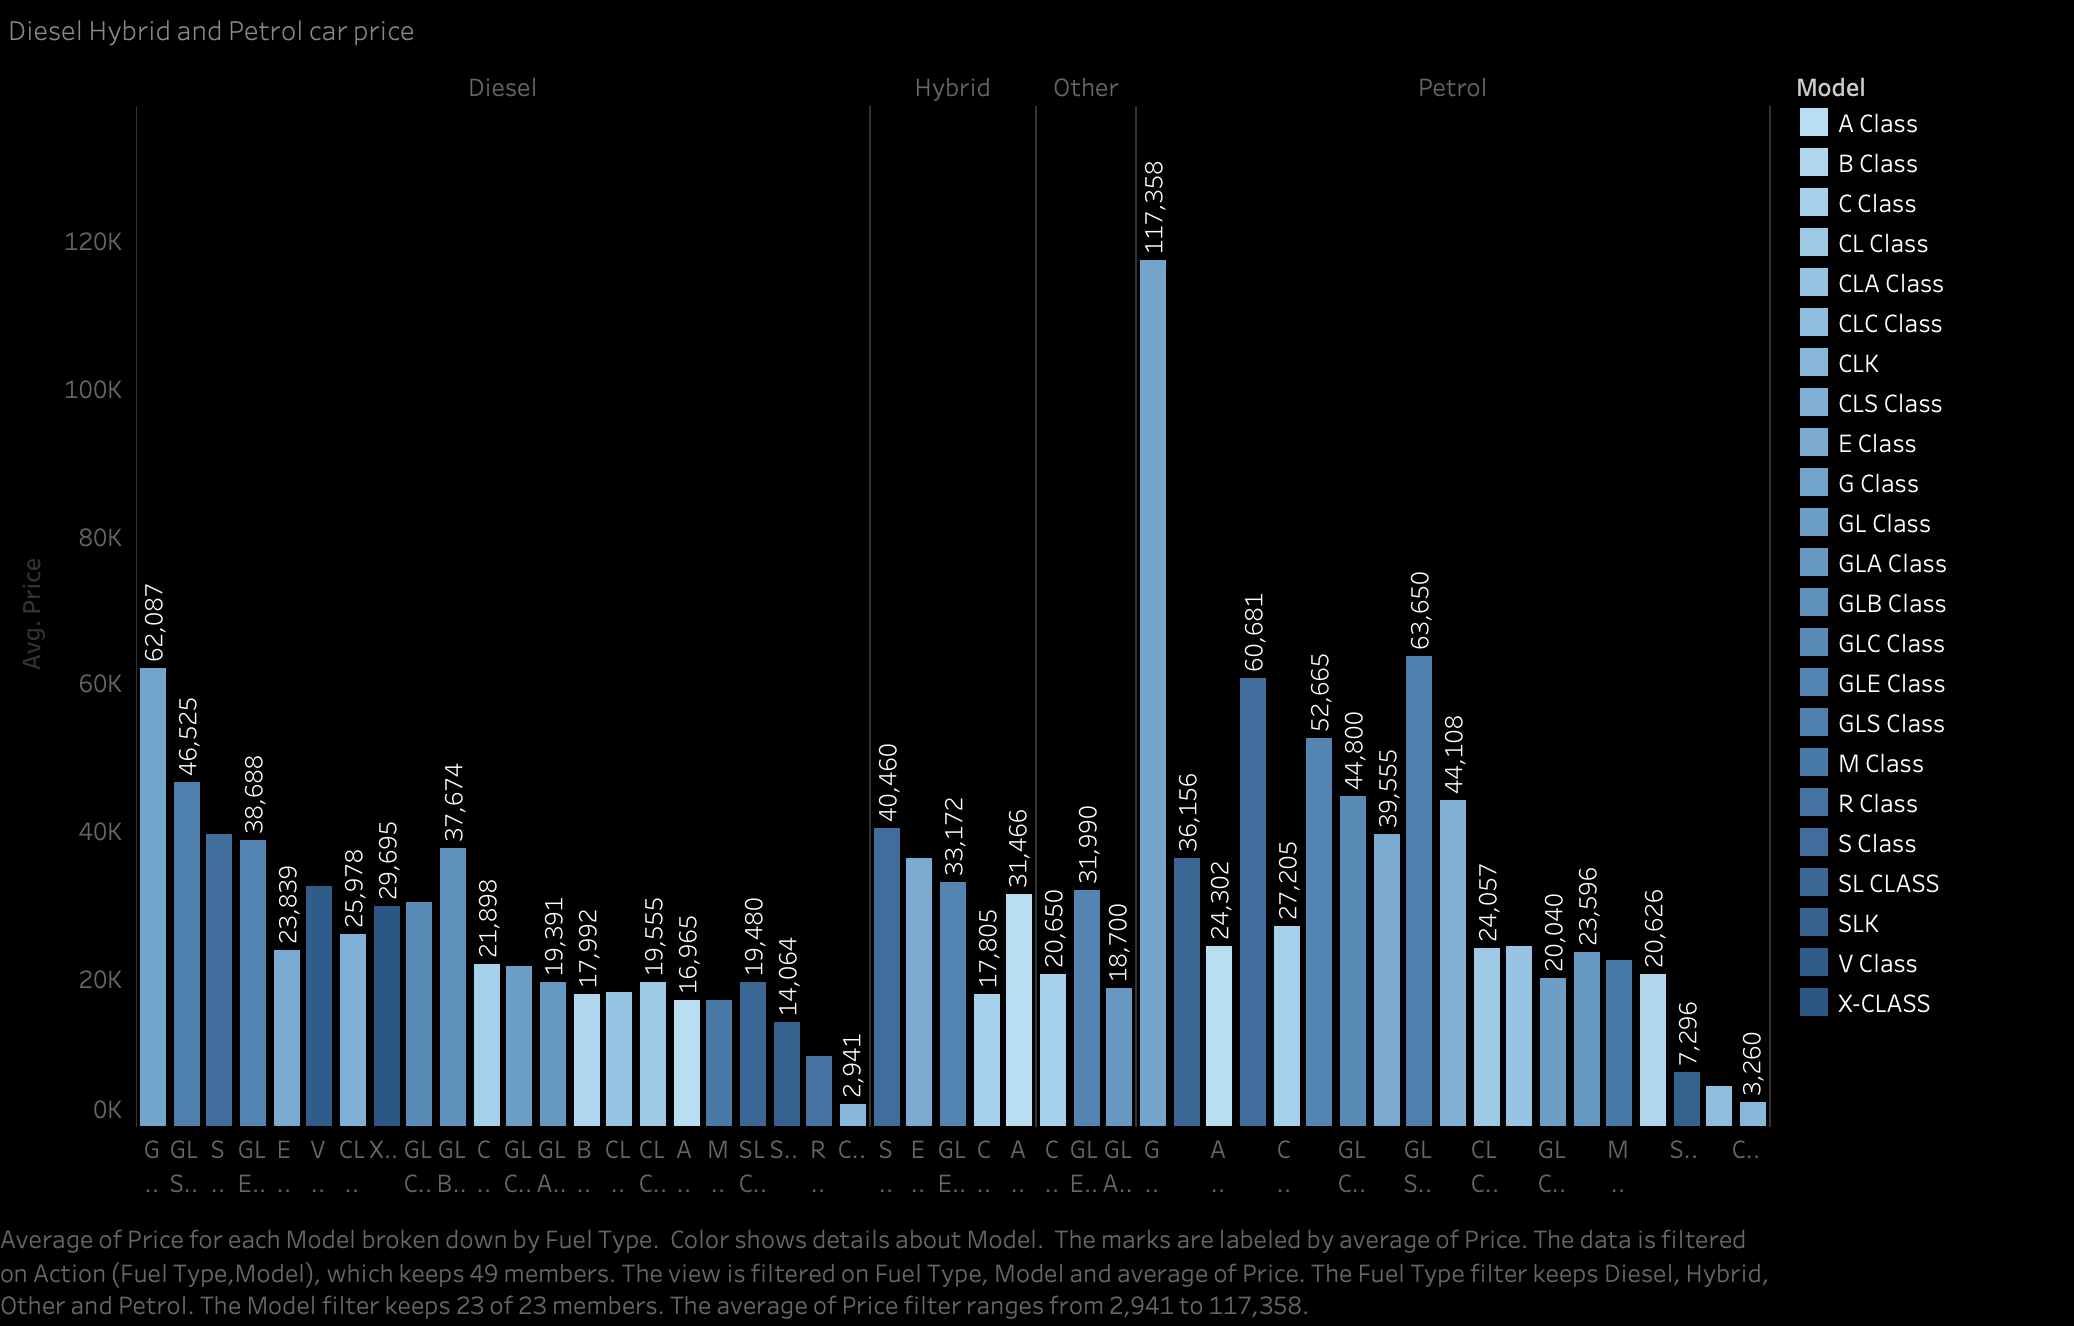 Diesel Hybrid and Petrol car price
Diesel
Hybrid
Other
Petrol
Model
A Class
B Class
C Class
CL Class
CLA Class
CLC Class
CLK
CLS Class
E Class
G Class
GL Class
GLA Class
GLB Class
GLC Class
GLE Class
GLS Class
M Class
R Class
S Class
SL CLASS
SLK
V Class
X-CLASS
Avg. Price
120K
100K
80K
60K
40K
20K
0K
62,087
46,525
38,688
23,839
25,978
29,695
37,674
21,898
19,391
17,992
19,555
16,965
19,480
14,064
2,941
40,460
33,172
17,805
31,466
20,650
31,990
18,700
117,358
36,156
24,302
60,681
27,205
52,665
44,800
39,555
63,650
44,108
24,057
20,040
23,596
20,626
7,296
3,260
G GL S GL E V CL X.. GL GL C GL GL B CL CL A M SL S.. R C.. S E GL C A C GL GL G A C GL GL CL GL M S.. C..
.. S.. .. E.. .. .. .. C.. B.. .. C.. A.. .. .. C.. .. .. C.. .. .. .. E.. .. .. .. E.. A.. .. .. .. C.. S.. C.. C.. ..
Average of Price for each Model broken down by Fuel Type.  Color shows details about Model.  The marks are labeled by average of Price. The data is filtered
on Action (Fuel Type,Model), which keeps 49 members. The view is filtered on Fuel Type, Model and average of Price. The Fuel Type filter keeps Diesel, Hybrid,
Other and Petrol. The Model filter keeps 23 of 23 members. The average of Price filter ranges from 2,941 to 117,358.